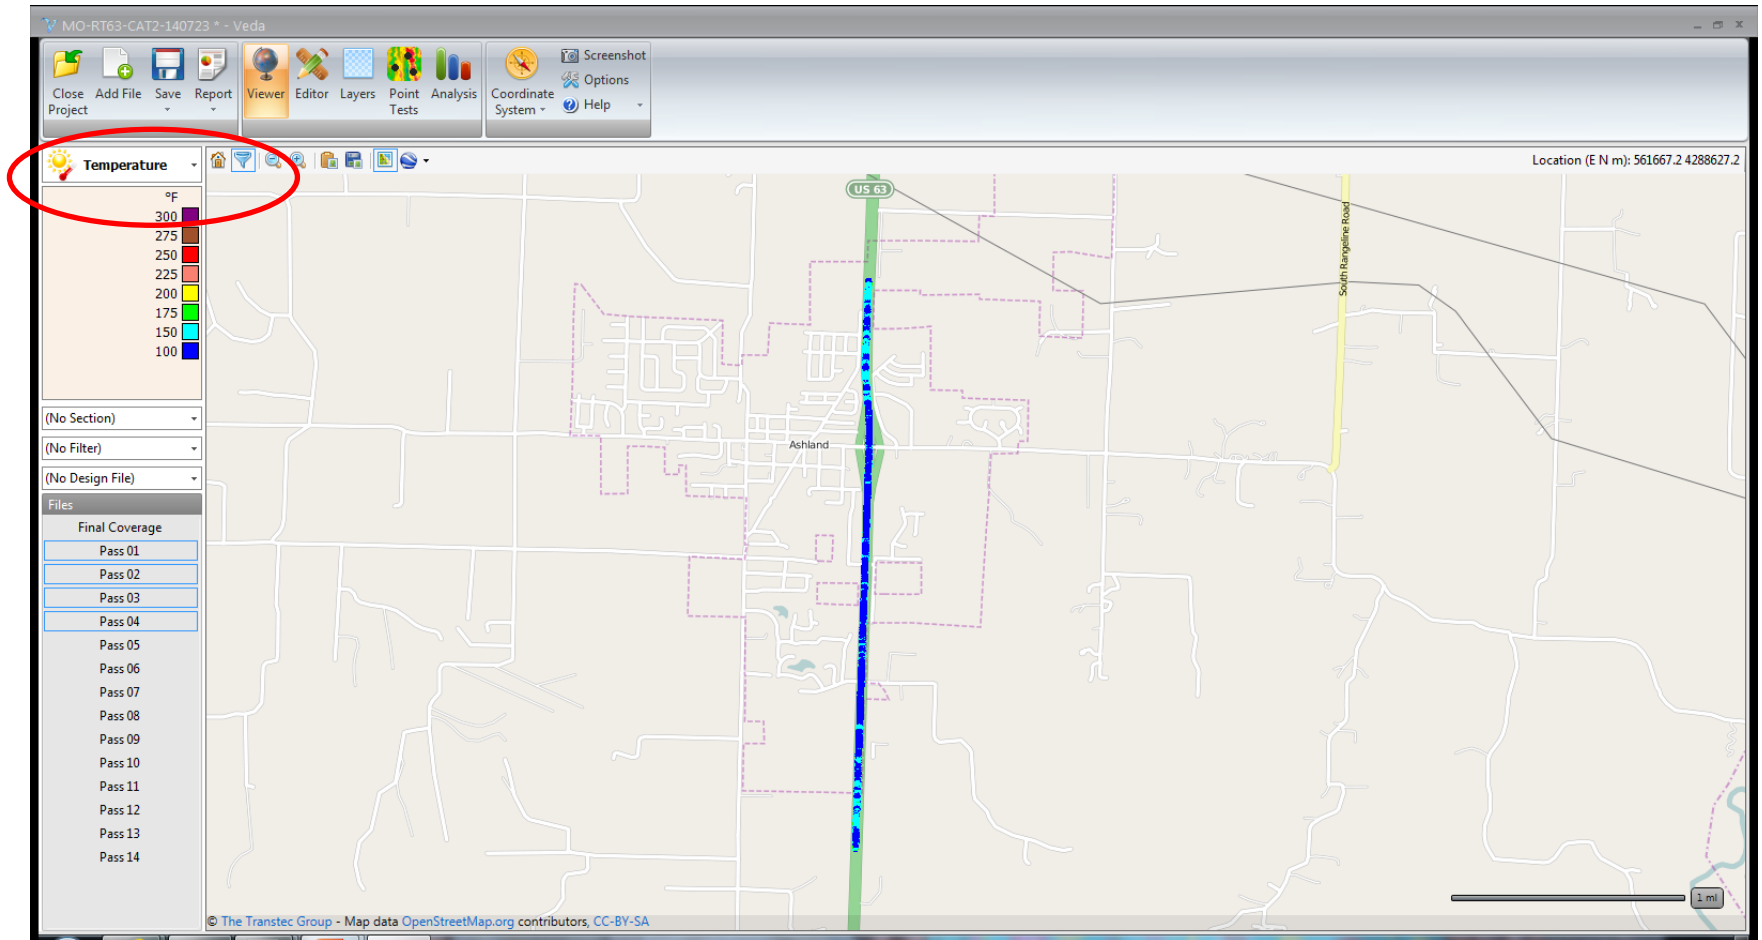 MO-RT63-CAT2-140723 * - Veda
Close Project
Add File
Save
Report
Viewer
Editor
Layers
Point Tests
Analysis
Coordinate System
Screenshot
Options
Help
Temperature
Location (E N m): 561667.2 4288627.2
°F
300
275
250
225
200
175
150
100
(No Section)
(No Filter)
(No Design File)
Files
Final Coverage
Pass 01
Pass 02
Pass 03
Pass 04
Pass 05
Pass 06
Pass 07
Pass 08
Pass 09
Pass 10
Pass 11
Pass 12
Pass 13
Pass 14
US 63
South Rangeline Road
Ashland
1 mi
© The Transtec Group - Map data OpenStreetMap.org contributors, CC-BY-SA